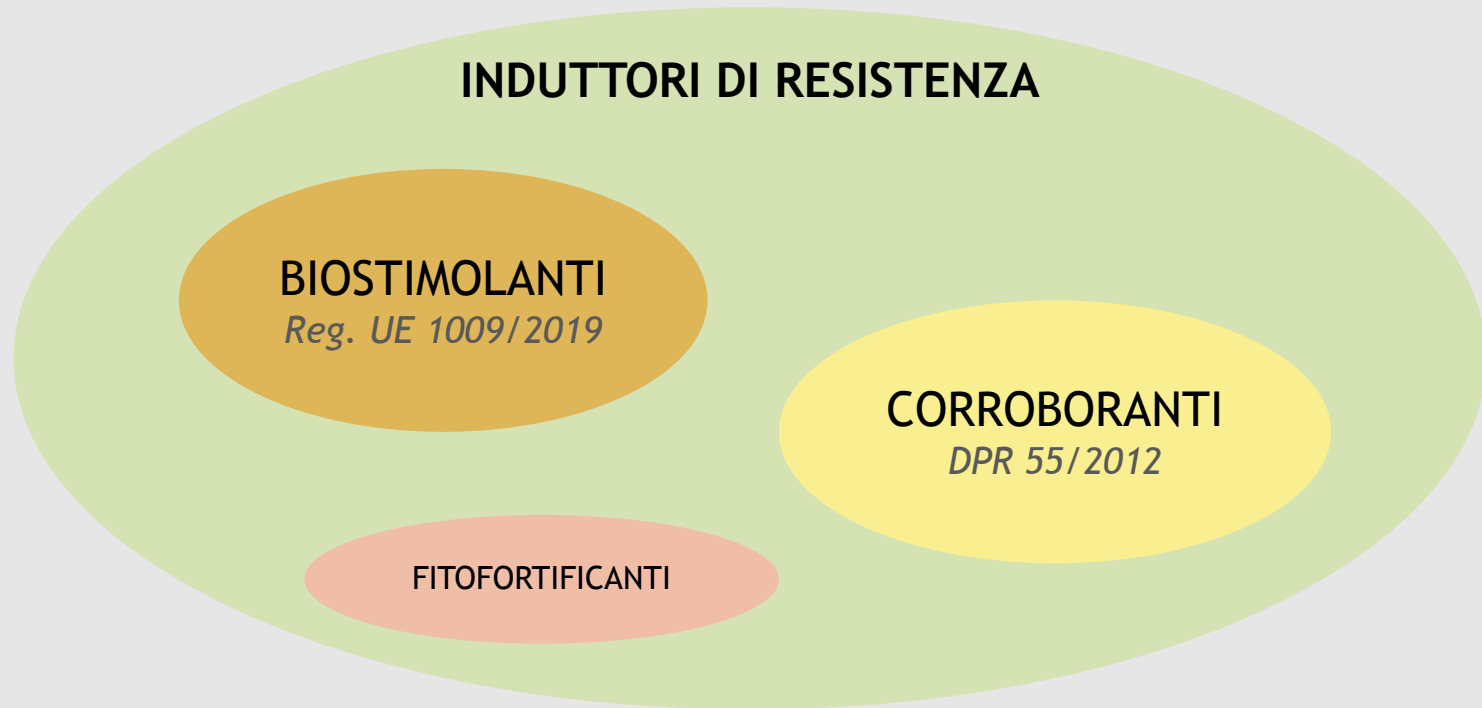 INDUTTORI DI RESISTENZA
BIOSTIMOLANTI
Reg. UE 1009/2019
CORROBORANTI
DPR 55/2012
FITOFORTIFICANTI